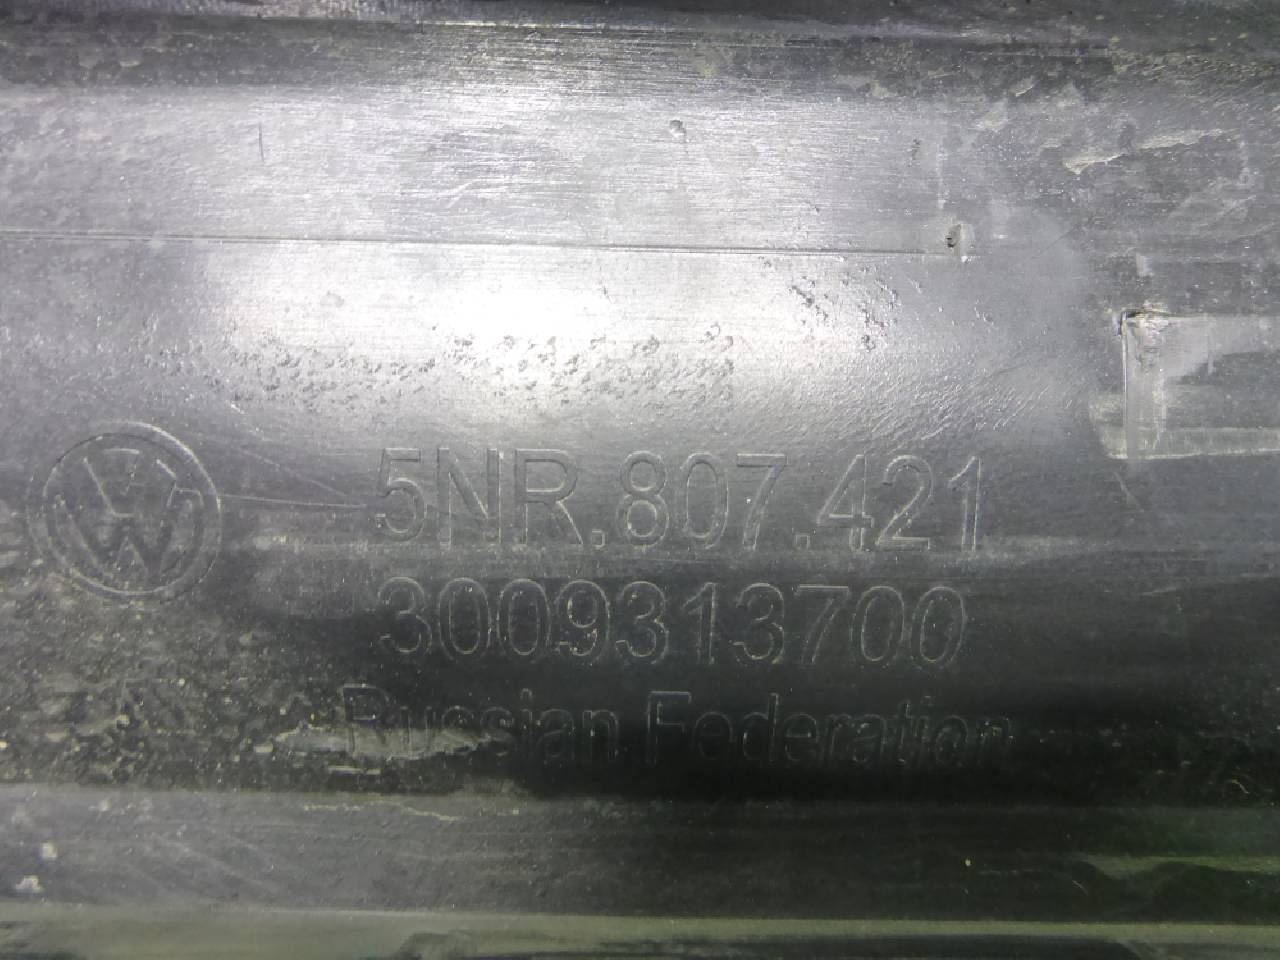 5NR.807.421
3009313700
Russian Federation